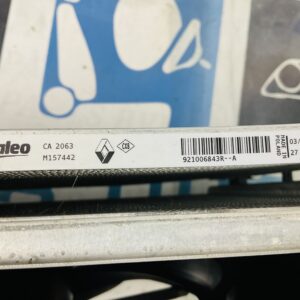 aleo
CA 2063
M157442
921006843R--A
MADE IN
POLAND
03/
27